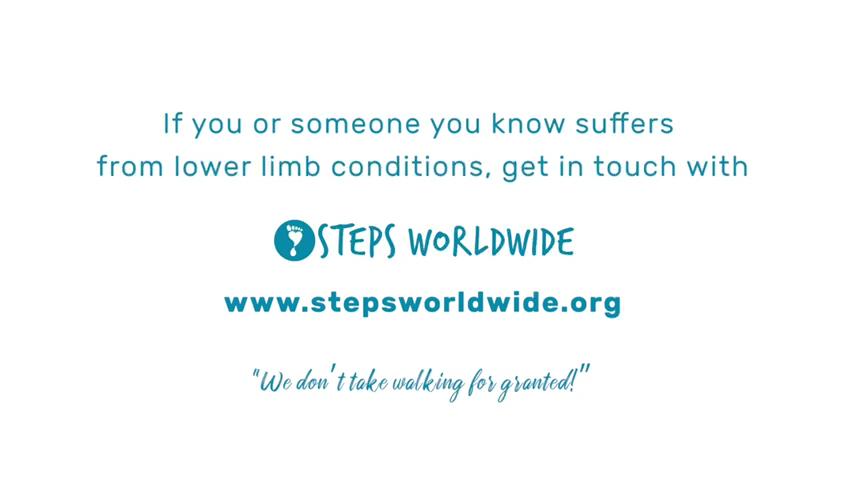 If you or someone you know suffers
from lower limb conditions, get in touch with
STEPS WORLDWIDE
www.stepsworldwide.org
"We don't take walking for granted!"